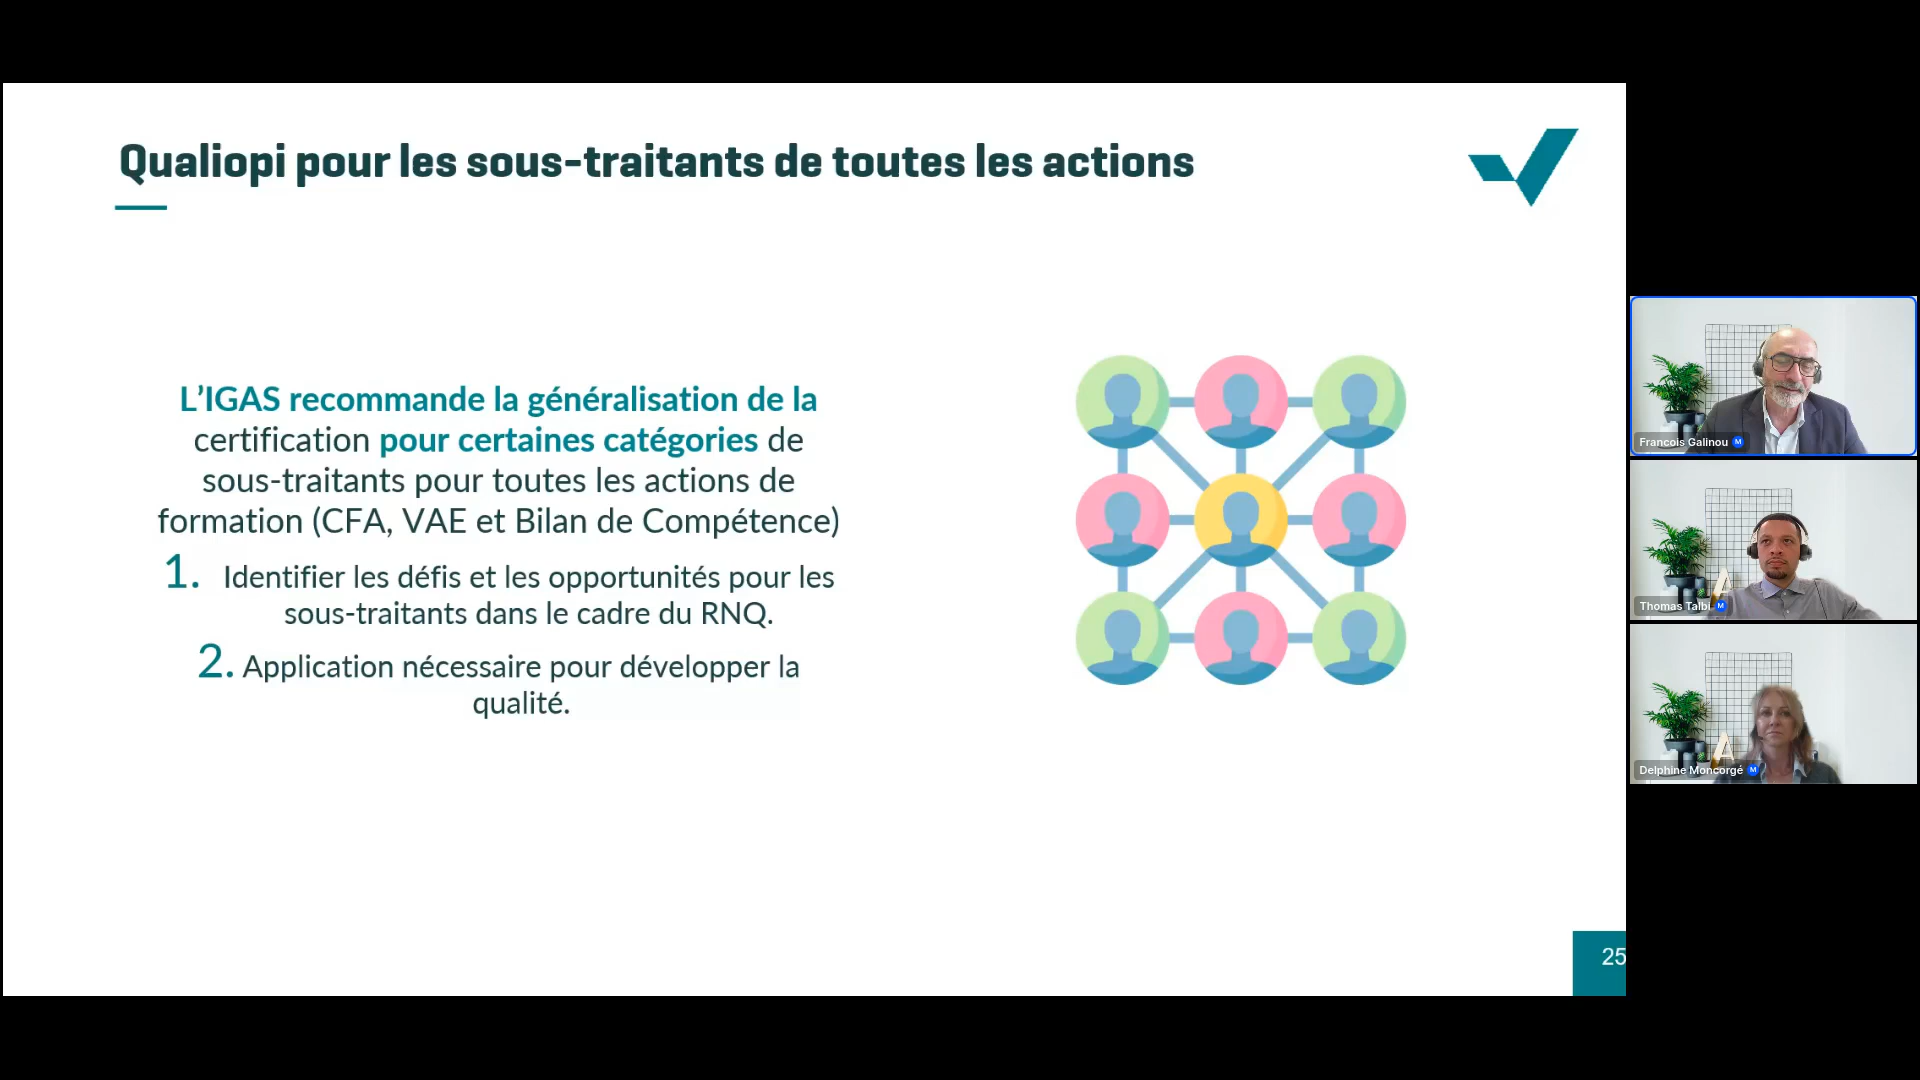 Qualiopi pour les sous-traitants de toutes les actions
L’IGAS recommande la généralisation de la
certification pour certaines catégories de
sous-traitants pour toutes les actions de
formation (CFA, VAE et Bilan de Compétence)
1. Identifier les défis et les opportunités pour les
sous-traitants dans le cadre du RNQ.
2. Application nécessaire pour développer la
qualité.
25
Francois Galinou M
Thomas Talbi M
Delphine Moncorgé M